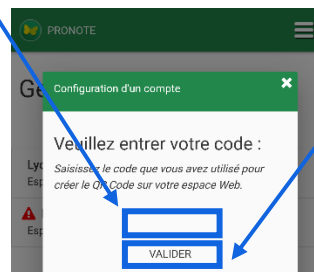 PRONOTE
Ge
Configuration d'un compte
Veuillez entrer votre code :
Lyc
Saisissez le code que vous avez utilisé pour
Esp
créer le QR Code sur votre espace Web.
Esp
VALIDER